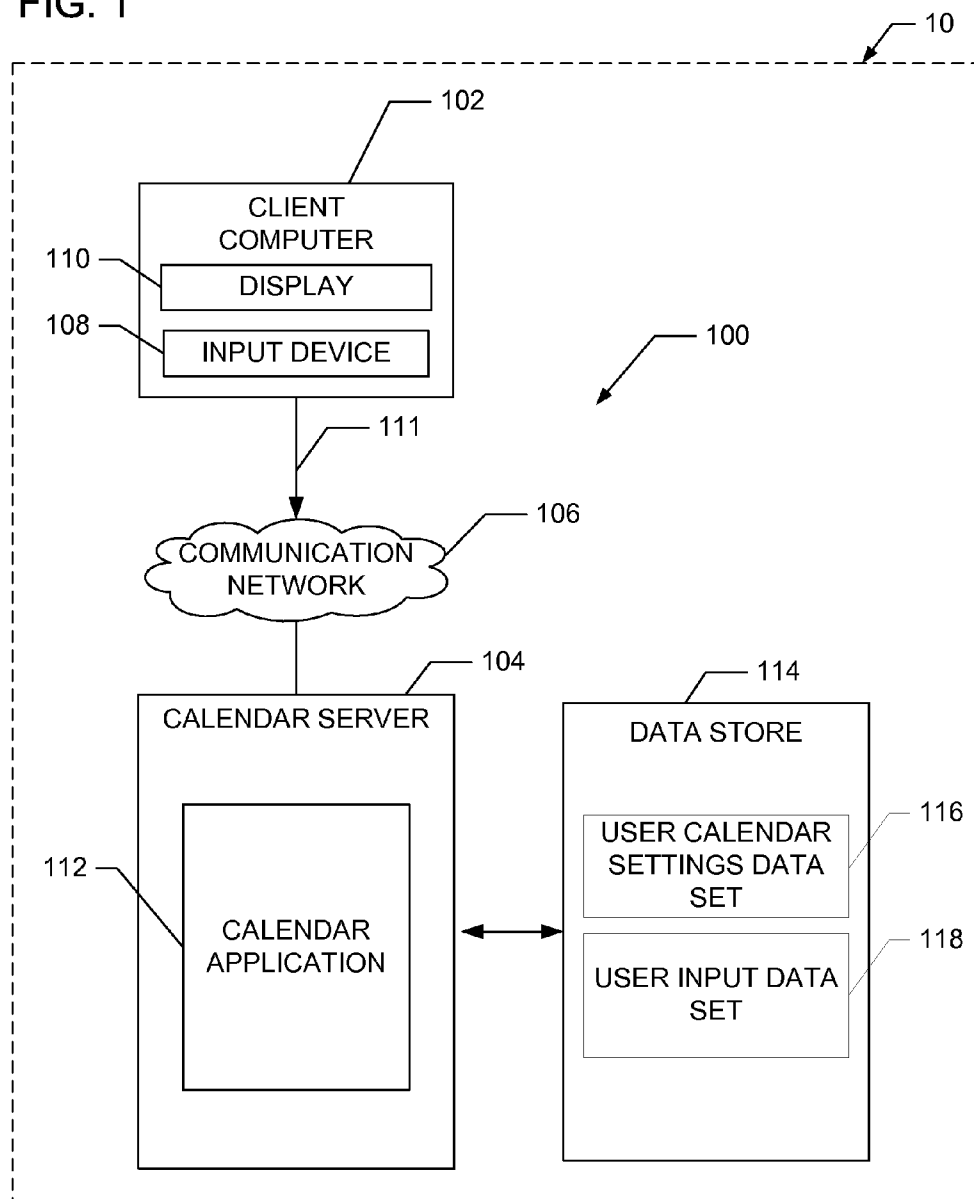 FIG. 1
10
102
CLIENT
COMPUTER
110
DISPLAY
108
INPUT DEVICE
100
111
106
COMMUNICATION
NETWORK
104
CALENDAR SERVER
114
DATA STORE
116
USER CALENDAR
SETTINGS DATA
SET
112
CALENDAR
APPLICATION
118
USER INPUT DATA
SET